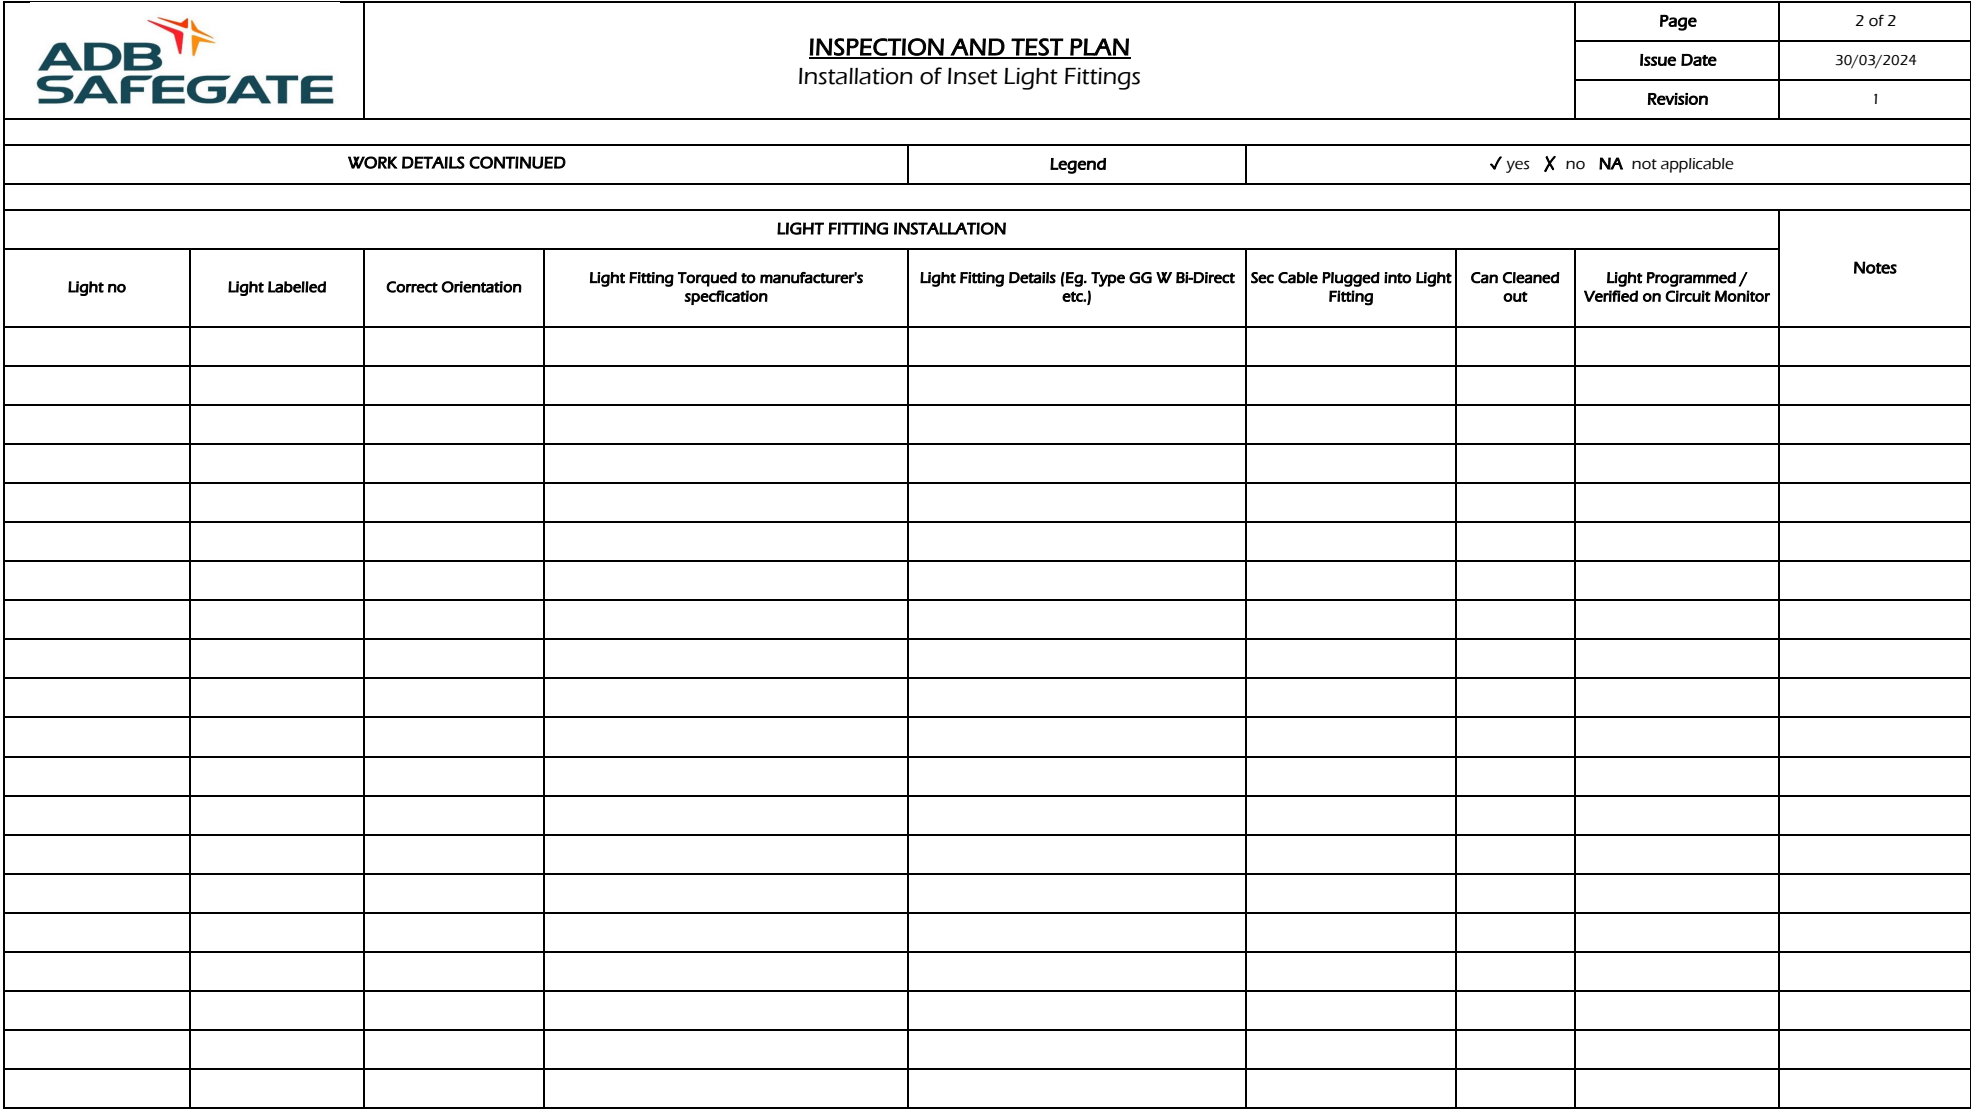 ADB
SAFEGATE
INSPECTION AND TEST PLAN
Installation of Inset Light Fittings
Page 2 of 2
Issue Date 30/03/2024
Revision 1
WORK DETAILS CONTINUED Legend ✓ yes ✗ no NA not applicable
LIGHT FITTING INSTALLATION
Light no
Light Labelled
Correct Orientation
Light Fitting Torqued to manufacturer's
specfication
Light Fitting Details (Eg. Type GG W Bi-Direct
etc.)
Sec Cable Plugged into Light
Fitting
Can Cleaned
out
Light Programmed /
Verified on Circuit Monitor
Notes